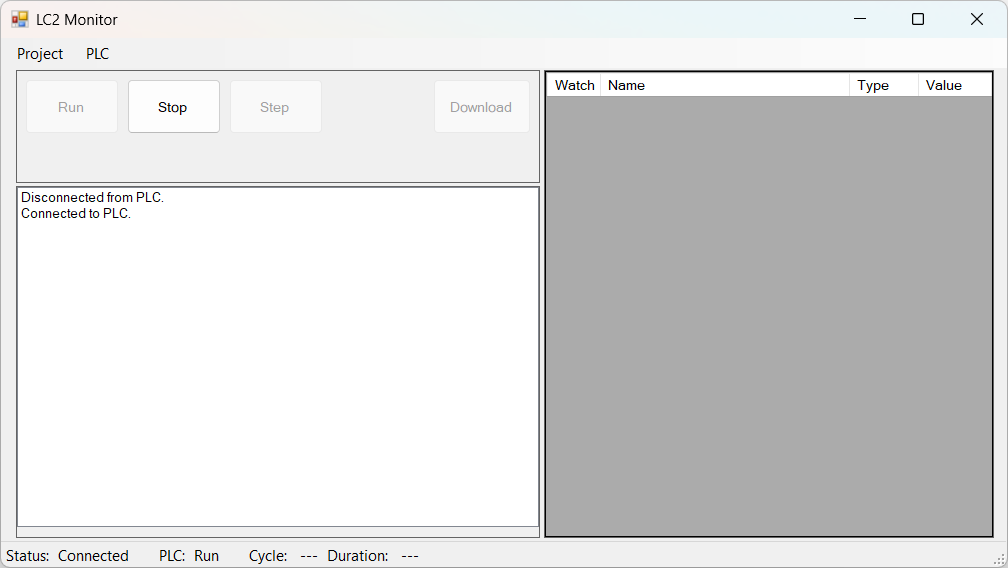 LC2 Monitor
Project PLC
Run Stop Step Download
Disconnected from PLC.
Connected to PLC.
Watch Name Type Value
Status: Connected PLC: Run Cycle: --- Duration: ---